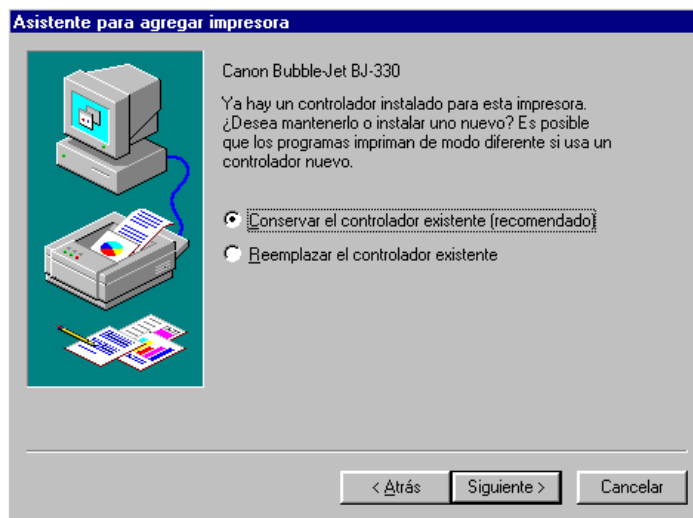 Asistente para agregar impresora
Canon Bubble-Jet BJ-330
Ya hay un controlador instalado para esta impresora.
¿Desea mantenerlo o instalar uno nuevo? Es posible
que los programas impriman de modo diferente si usa un
controlador nuevo.
Conservar el controlador existente (recomendado)
Reemplazar el controlador existente
< Atrás
Siguiente >
Cancelar